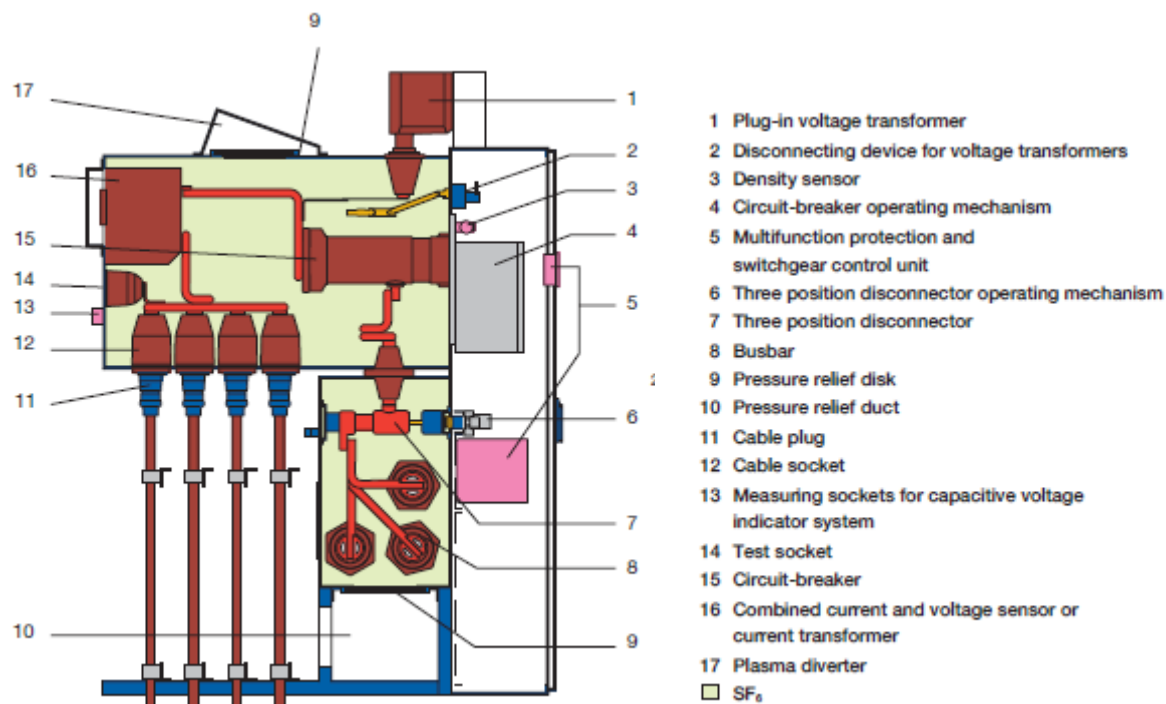 9
17
1
16
2
3
15
4
14
5
13
12
11
6
7
8
10
9
1 Plug-in voltage transformer
2 Disconnecting device for voltage transformers
3 Density sensor
4 Circuit-breaker operating mechanism
5 Multifunction protection and
switchgear control unit
6 Three position disconnector operating mechanism
7 Three position disconnector
8 Busbar
9 Pressure relief disk
10 Pressure relief duct
11 Cable plug
12 Cable socket
13 Measuring sockets for capacitive voltage
indicator system
14 Test socket
15 Circuit-breaker
16 Combined current and voltage sensor or
current transformer
17 Plasma diverter
SF₆